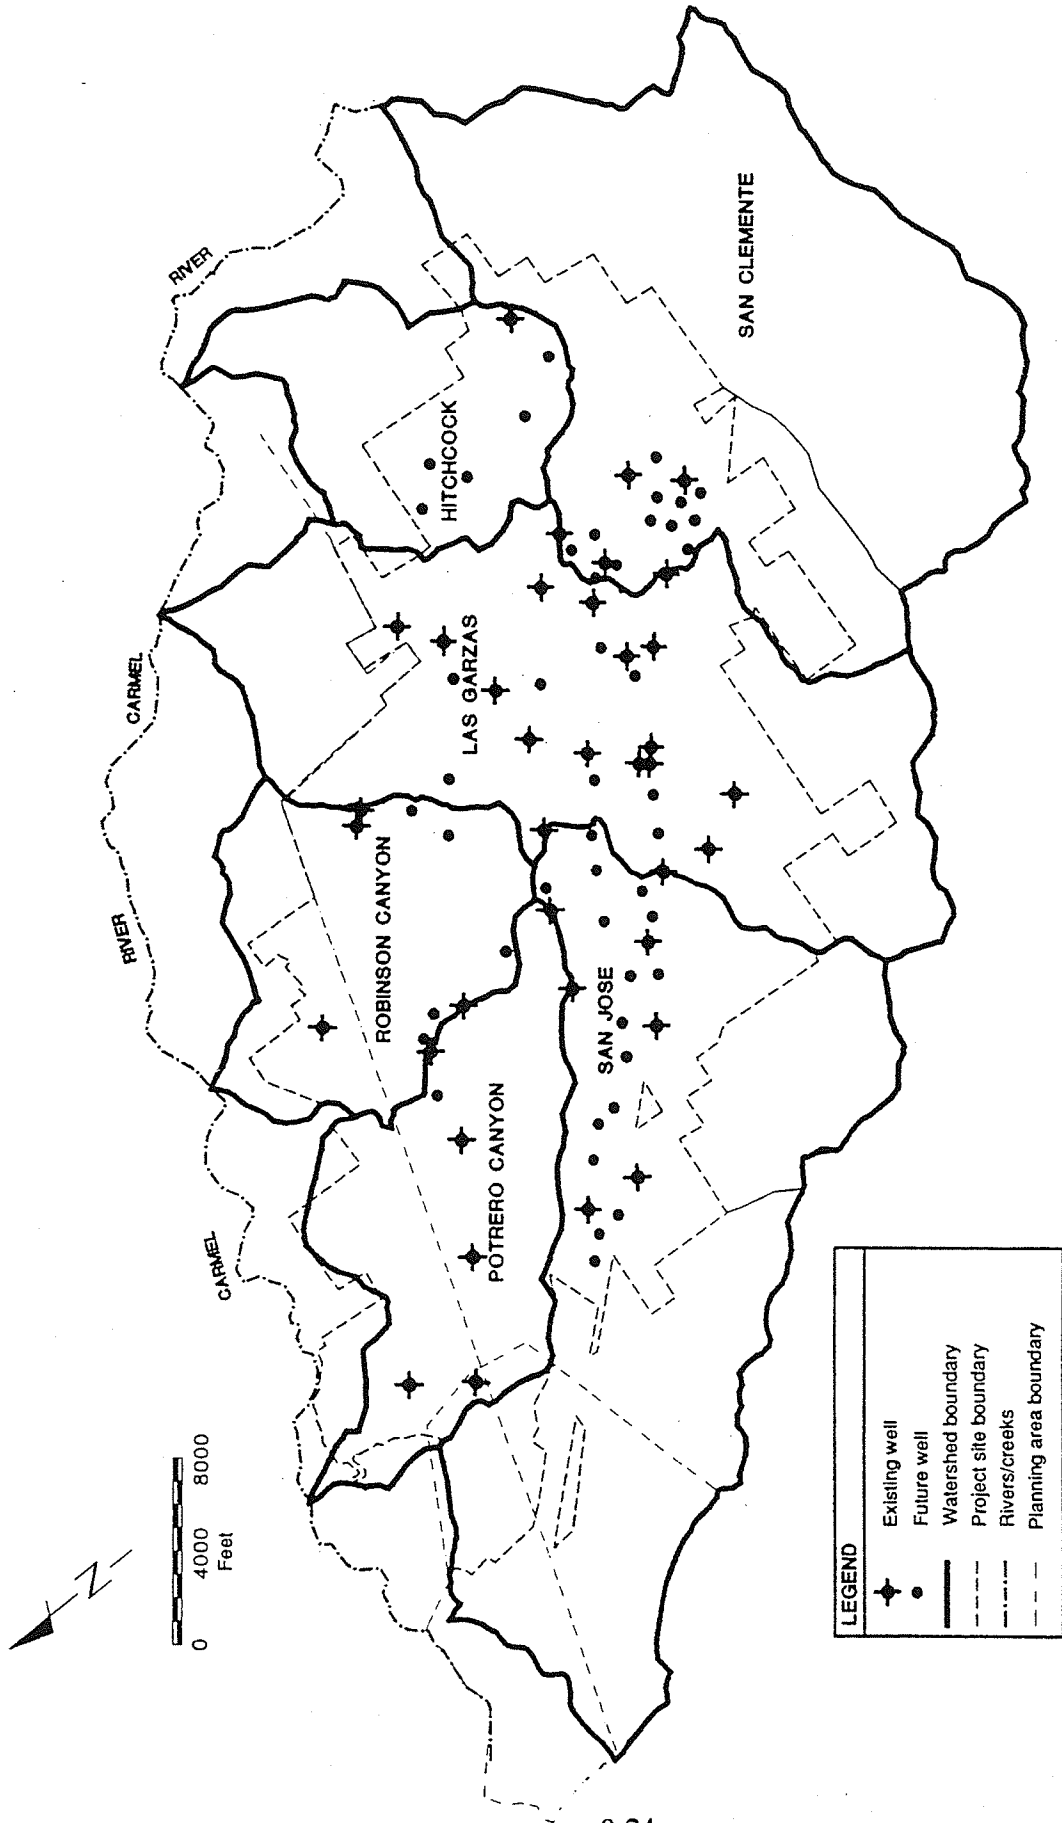 N
0 4000 8000
Feet
CARMEL
RIVER
CARMEL
RIVER
POTRERO CANYON
ROBINSON CANYON
SAN JOSE
LAS GARZAS
HITCHCOCK
SAN CLEMENTE
LEGEND
Existing well
Future well
Watershed boundary
Project site boundary
Rivers/creeks
Planning area boundary